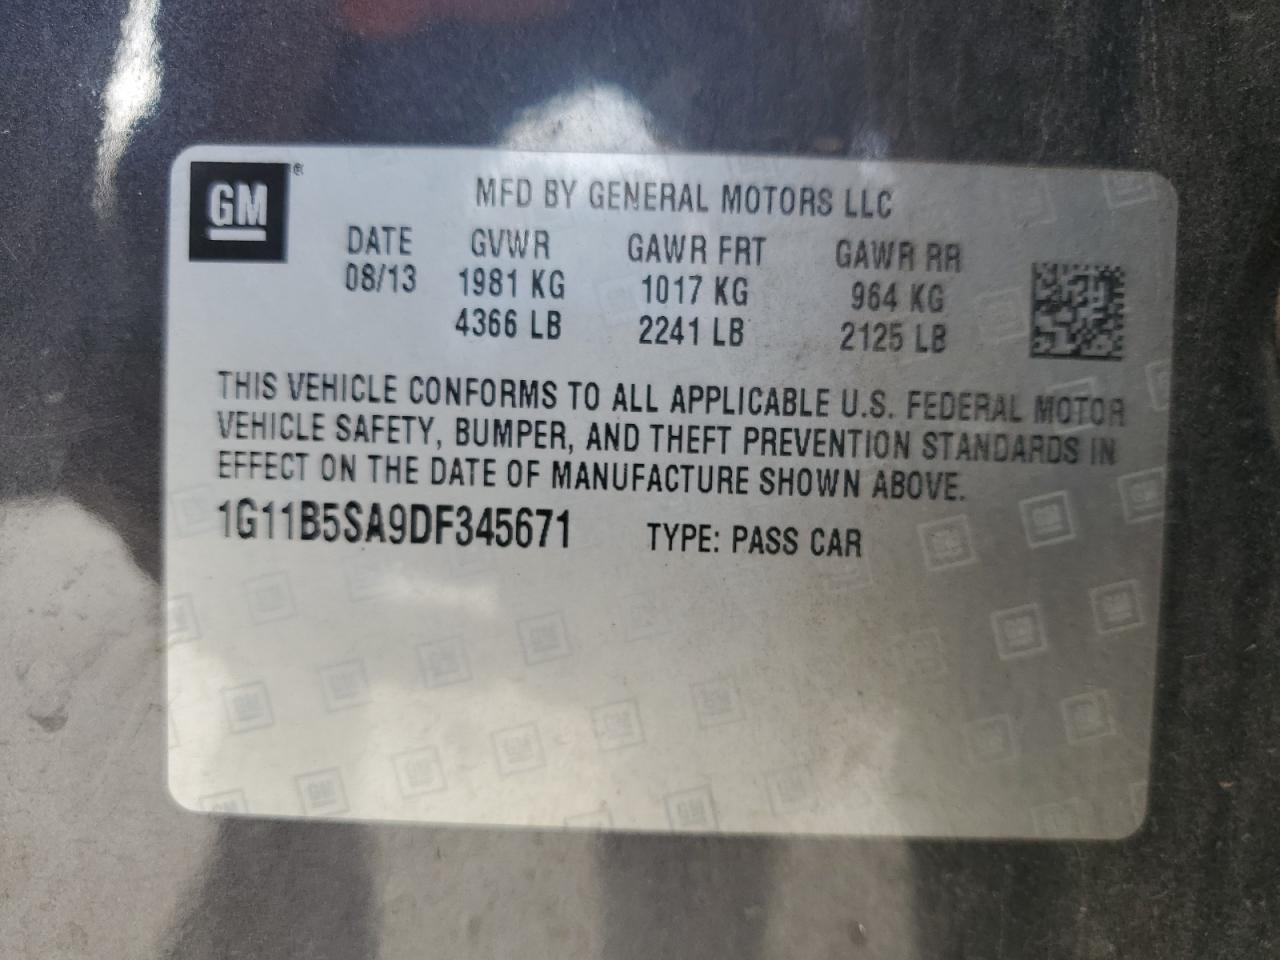 GM®
MFD BY GENERAL MOTORS LLC
DATE GVWR GAWR FRT GAWR RR
08/13 1981 KG 1017 KG 964 KG
4366 LB 2241 LB 2125 LB
THIS VEHICLE CONFORMS TO ALL APPLICABLE U.S. FEDERAL MOTOR
VEHICLE SAFETY, BUMPER, AND THEFT PREVENTION STANDARDS IN
EFFECT ON THE DATE OF MANUFACTURE SHOWN ABOVE.
1G11B5SA9DF345671 TYPE: PASS CAR